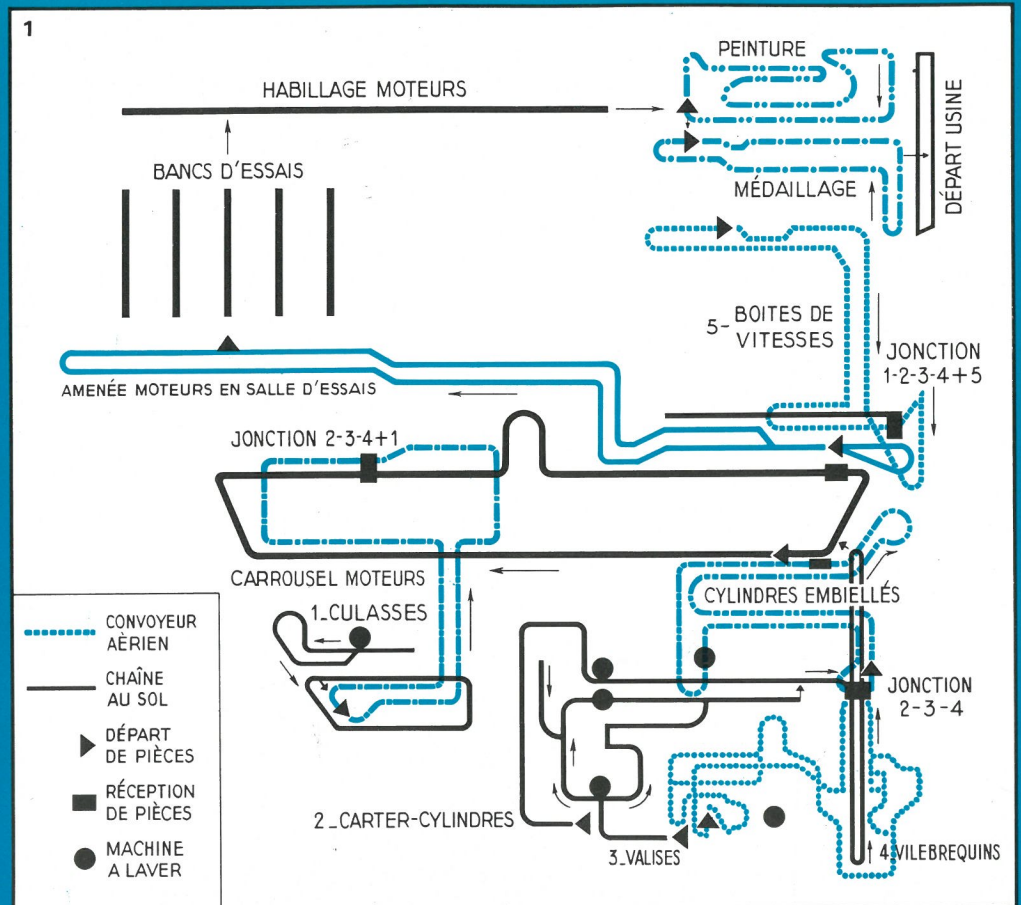 1
PEINTURE
HABILLAGE MOTEURS
DÉPART USINE
BANCS D'ESSAIS
MÉDAILLAGE
5- BOITES DE
VITESSES
JONCTION
1-2-3-4+5
AMENÉE MOTEURS EN SALLE D'ESSAIS
JONCTION 2-3-4+1
CARROUSEL MOTEURS
CYLINDRES EMBIELLÉS
1_CULASSES
JONCTION
2-3-4
2_CARTER-CYLINDRES
3_VALISES
4_VILEBREQUINS
CONVOYEUR
AÈRIEN
CHAÎNE
AU SOL
DÉPART
DE PIÈCES
RÉCEPTION
DE PIÈCES
MACHINE
A LAVER